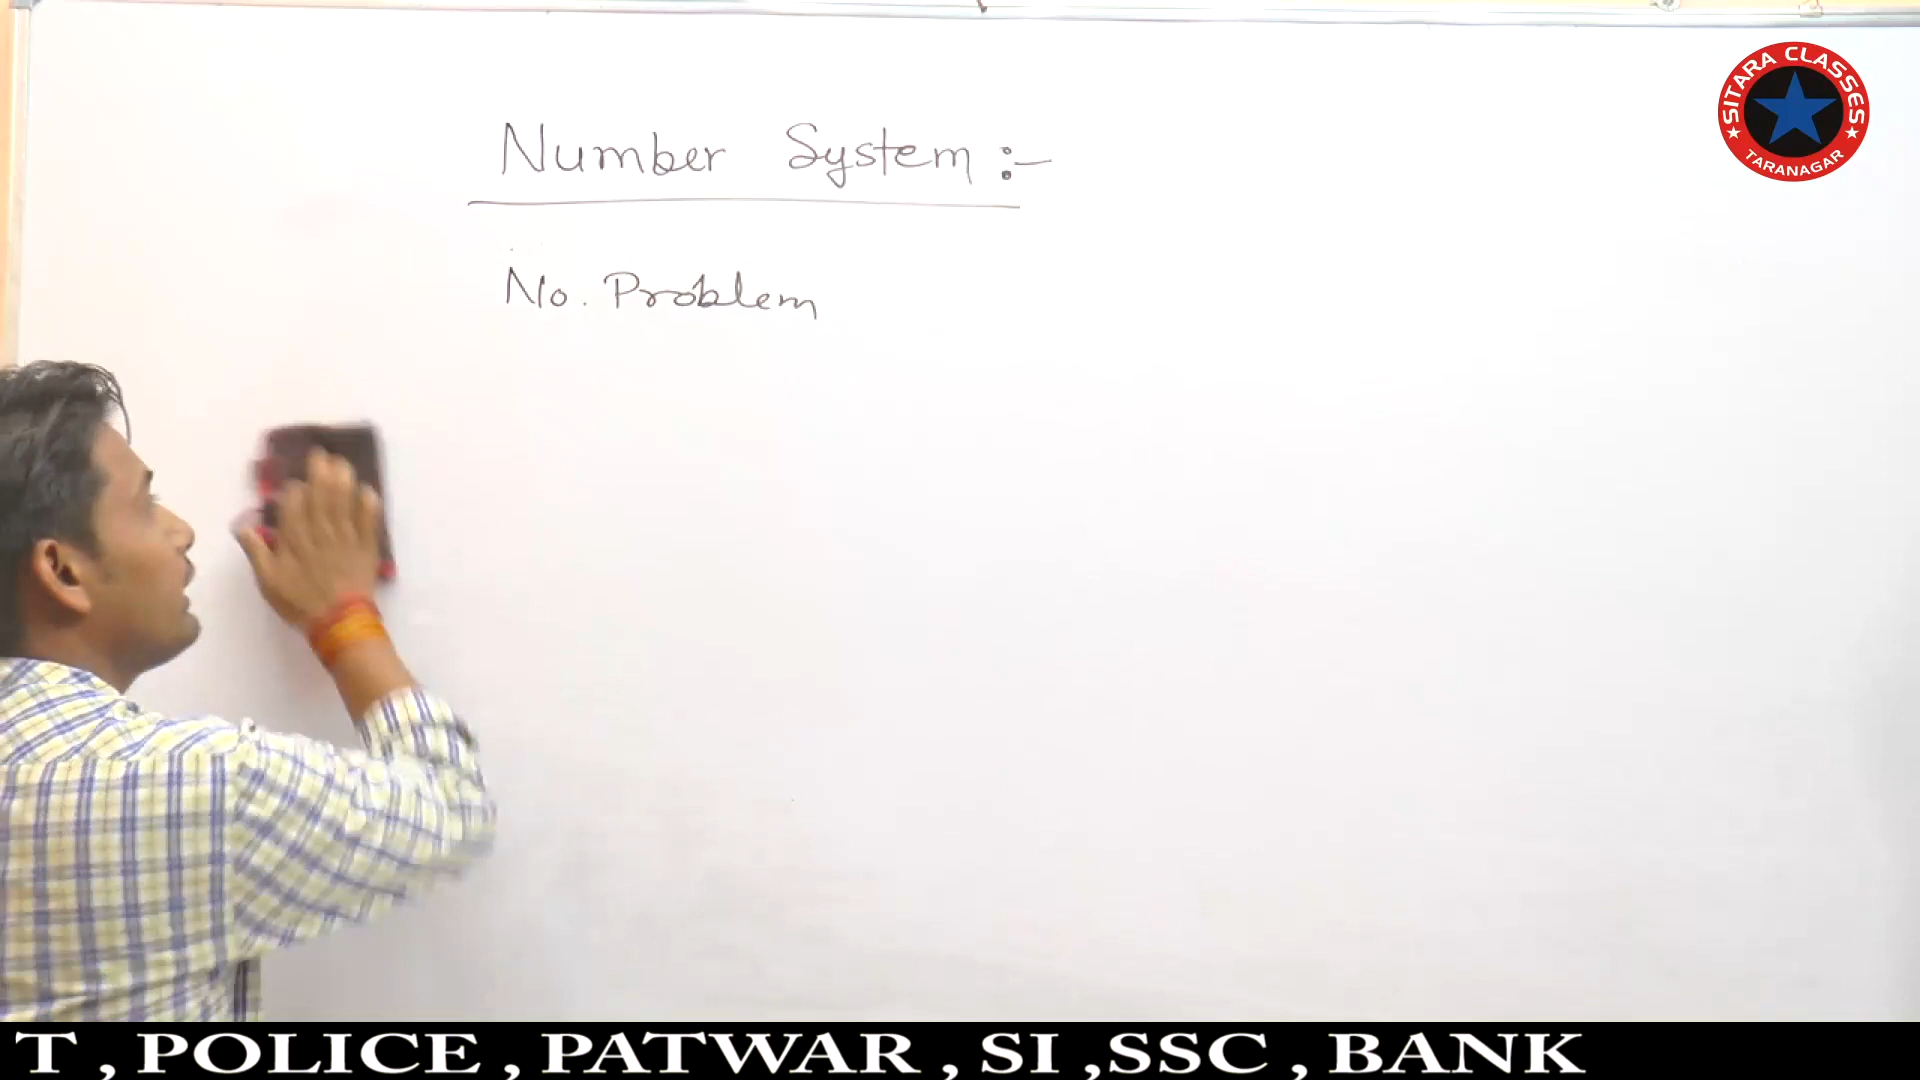 Number System :-
No. Problem
SITARA CLASSES
TARANAGAR
T , POLICE , PATWAR , SI ,SSC , BANK